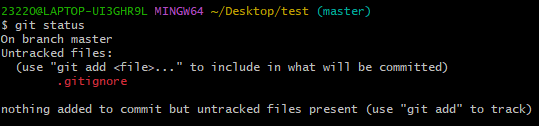 23220@LAPTOP-UI3GHR9L MINGW64 ~/Desktop/test (master)
$ git status
On branch master
Untracked files:
  (use "git add <file>..." to include in what will be committed)
        .gitignore

nothing added to commit but untracked files present (use "git add" to track)